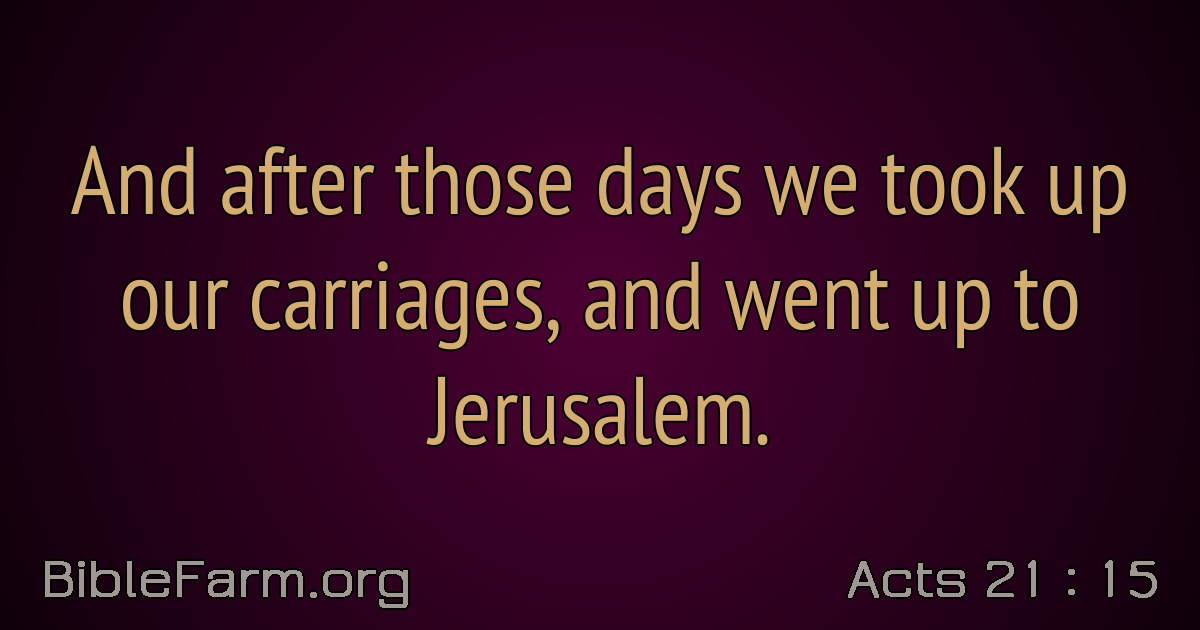 And after those days we took up
our carriages, and went up to
Jerusalem.
BibleFarm.org
Acts 21 : 15